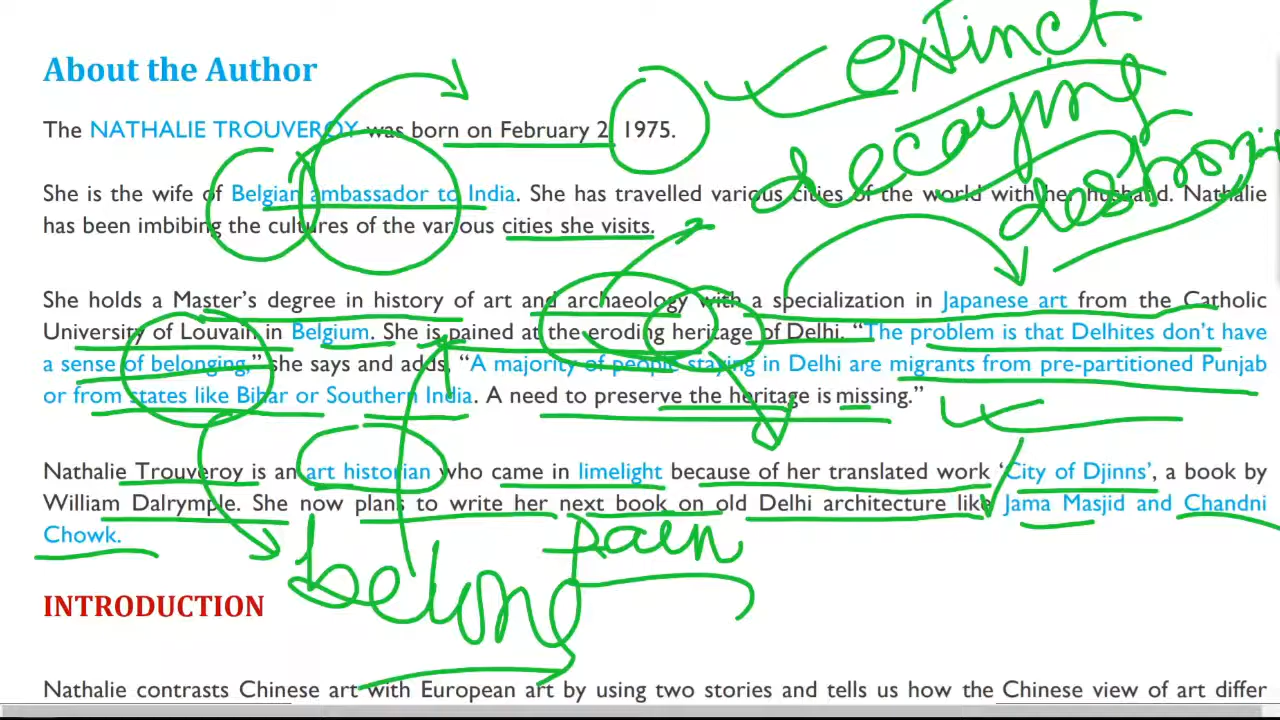 About the Author
extinct
The NATHALIE TROUVEROY was born on February 2, 1975.
decaying
She is the wife of Belgian ambassador to India. She has travelled various cities of the world with her husband. Nathalie
has been imbibing the cultures of the various cities she visits.
She holds a Master's degree in history of art and archaeology with a specialization in Japanese art from the Catholic
University of Louvain in Belgium. She is pained at the eroding heritage of Delhi. “The problem is that Delhites don't have
a sense of belonging,” she says and adds, “A majority of people staying in Delhi are migrants from pre-partitioned Punjab
or from states like Bihar or Southern India. A need to preserve the heritage is missing.”
Nathalie Trouveroy is an art historian who came in limelight because of her translated work ‘City of Djinns’, a book by
William Dalrymple. She now plans to write her next book on old Delhi architecture like Jama Masjid and Chandni
Chowk.
pain
belong
INTRODUCTION
Nathalie contrasts Chinese art with European art by using two stories and tells us how the Chinese view of art differ